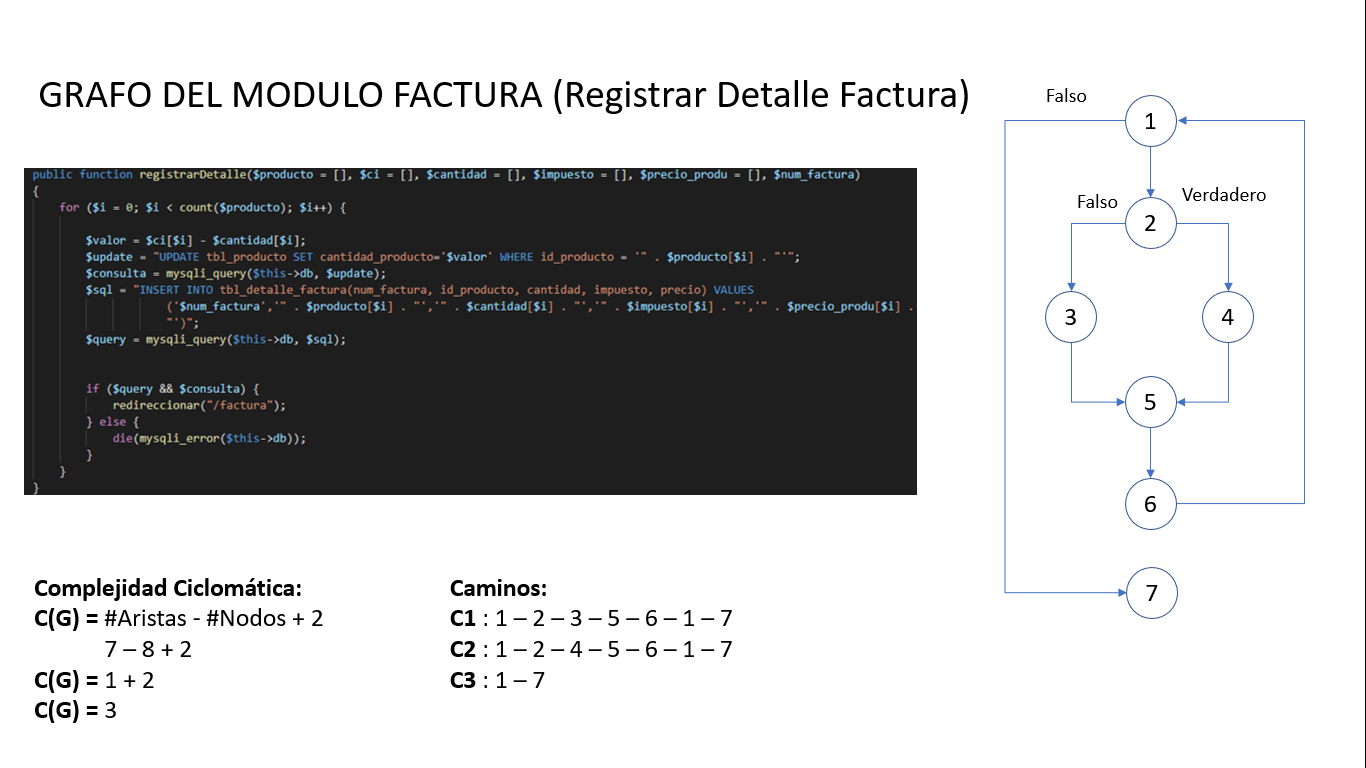 GRAFO DEL MODULO FACTURA (Registrar Detalle Factura)
public function registrarDetalle($producto = [], $ci = [], $cantidad = [], $impuesto = [], $precio_produ = [], $num_factura)
{
for ($i = 0; $i < count($producto); $i++) {
$valor = $ci[$i] - $cantidad[$i];
$update = "UPDATE tbl_producto SET cantidad_producto='$valor' WHERE id_producto = '" . $producto[$i] . "'";
$consulta = mysqli_query($this->db, $update);
$sql = "INSERT INTO tbl_detalle_factura(num_factura, id_producto, cantidad, impuesto, precio) VALUES
('$num_factura','" . $producto[$i] . "','" . $cantidad[$i] . "','" . $impuesto[$i] . "','" . $precio_produ[$i] .
"')";
$query = mysqli_query($this->db, $sql);
if ($query && $consulta) {
redireccionar("/factura");
} else {
die(mysqli_error($this->db));
}
}
}
Complejidad Ciclomática:
C(G) = #Aristas - #Nodos + 2
7 – 8 + 2
C(G) = 1 + 2
C(G) = 3
Caminos:
C1 : 1 – 2 – 3 – 5 – 6 – 1 – 7
C2 : 1 – 2 – 4 – 5 – 6 – 1 – 7
C3 : 1 – 7
Falso
1
Falso
Verdadero
2
3
4
5
6
7